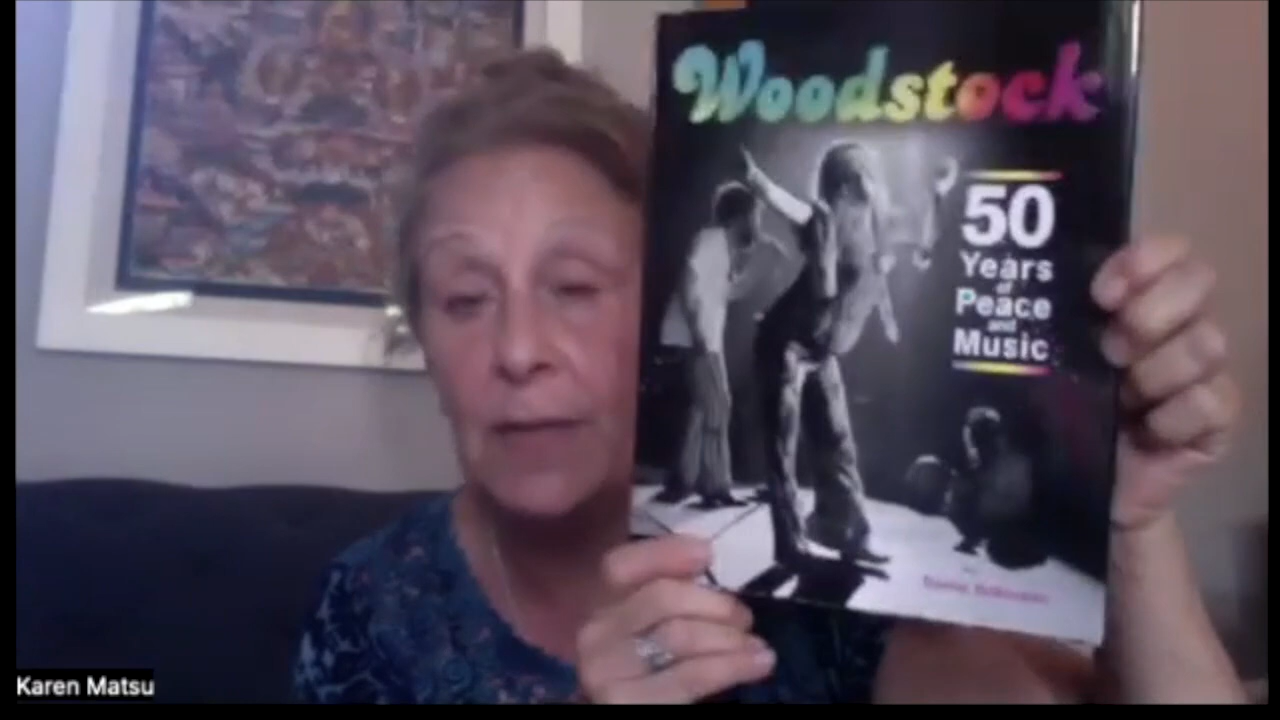 Woodstock
50
Years
of
Peace
and
Music
Karen Matsu